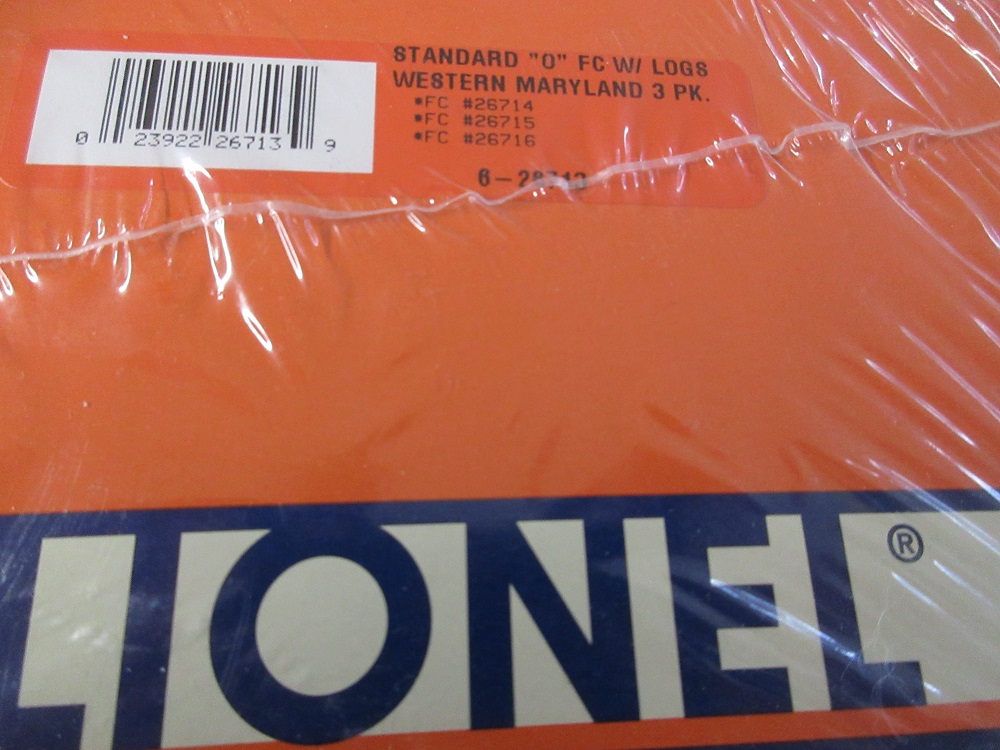 STANDARD "O" FC W/ LOGS
WESTERN MARYLAND 3 PK.
*FC #26714
*FC #26715
*FC #26716
0 23922 26713 9
LIONEL®